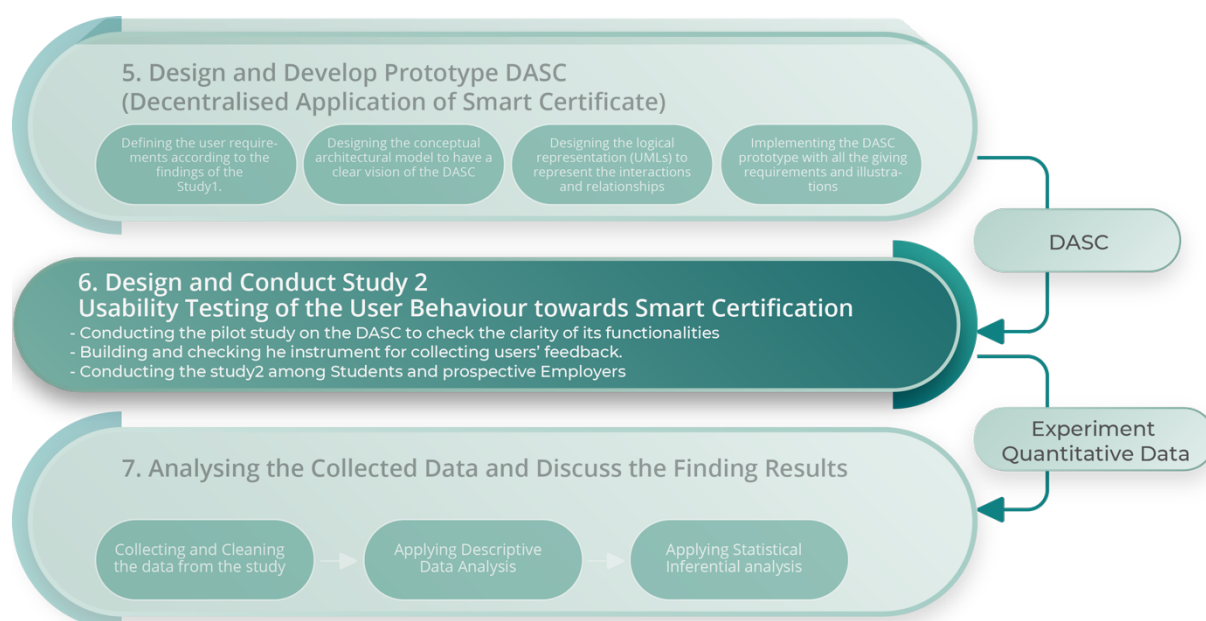 5. Design and Develop Prototype DASC
(Decentralised Application of Smart Certificate)
Defining the user require-
ments according to the
findings of the
Study1.
Designing the conceptual
architectural model to have a
clear vision of the DASC
Designing the logical
representation (UMLs) to
represent the interactions
and relationships
Implementing the DASC
prototype with all the giving
requirements and illustra-
tions
DASC
6. Design and Conduct Study 2
Usability Testing of the User Behaviour towards Smart Certification
- Conducting the pilot study on the DASC to check the clarity of its functionalities
- Building and checking he instrument for collecting users' feedback.
- Conducting the study2 among Students and prospective Employers
Experiment
Quantitative Data
7. Analysing the Collected Data and Discuss the Finding Results
Collecting and Cleaning
the data from the study
Applying Descriptive
Data Analysis
Applying Statistical
Inferential analysis